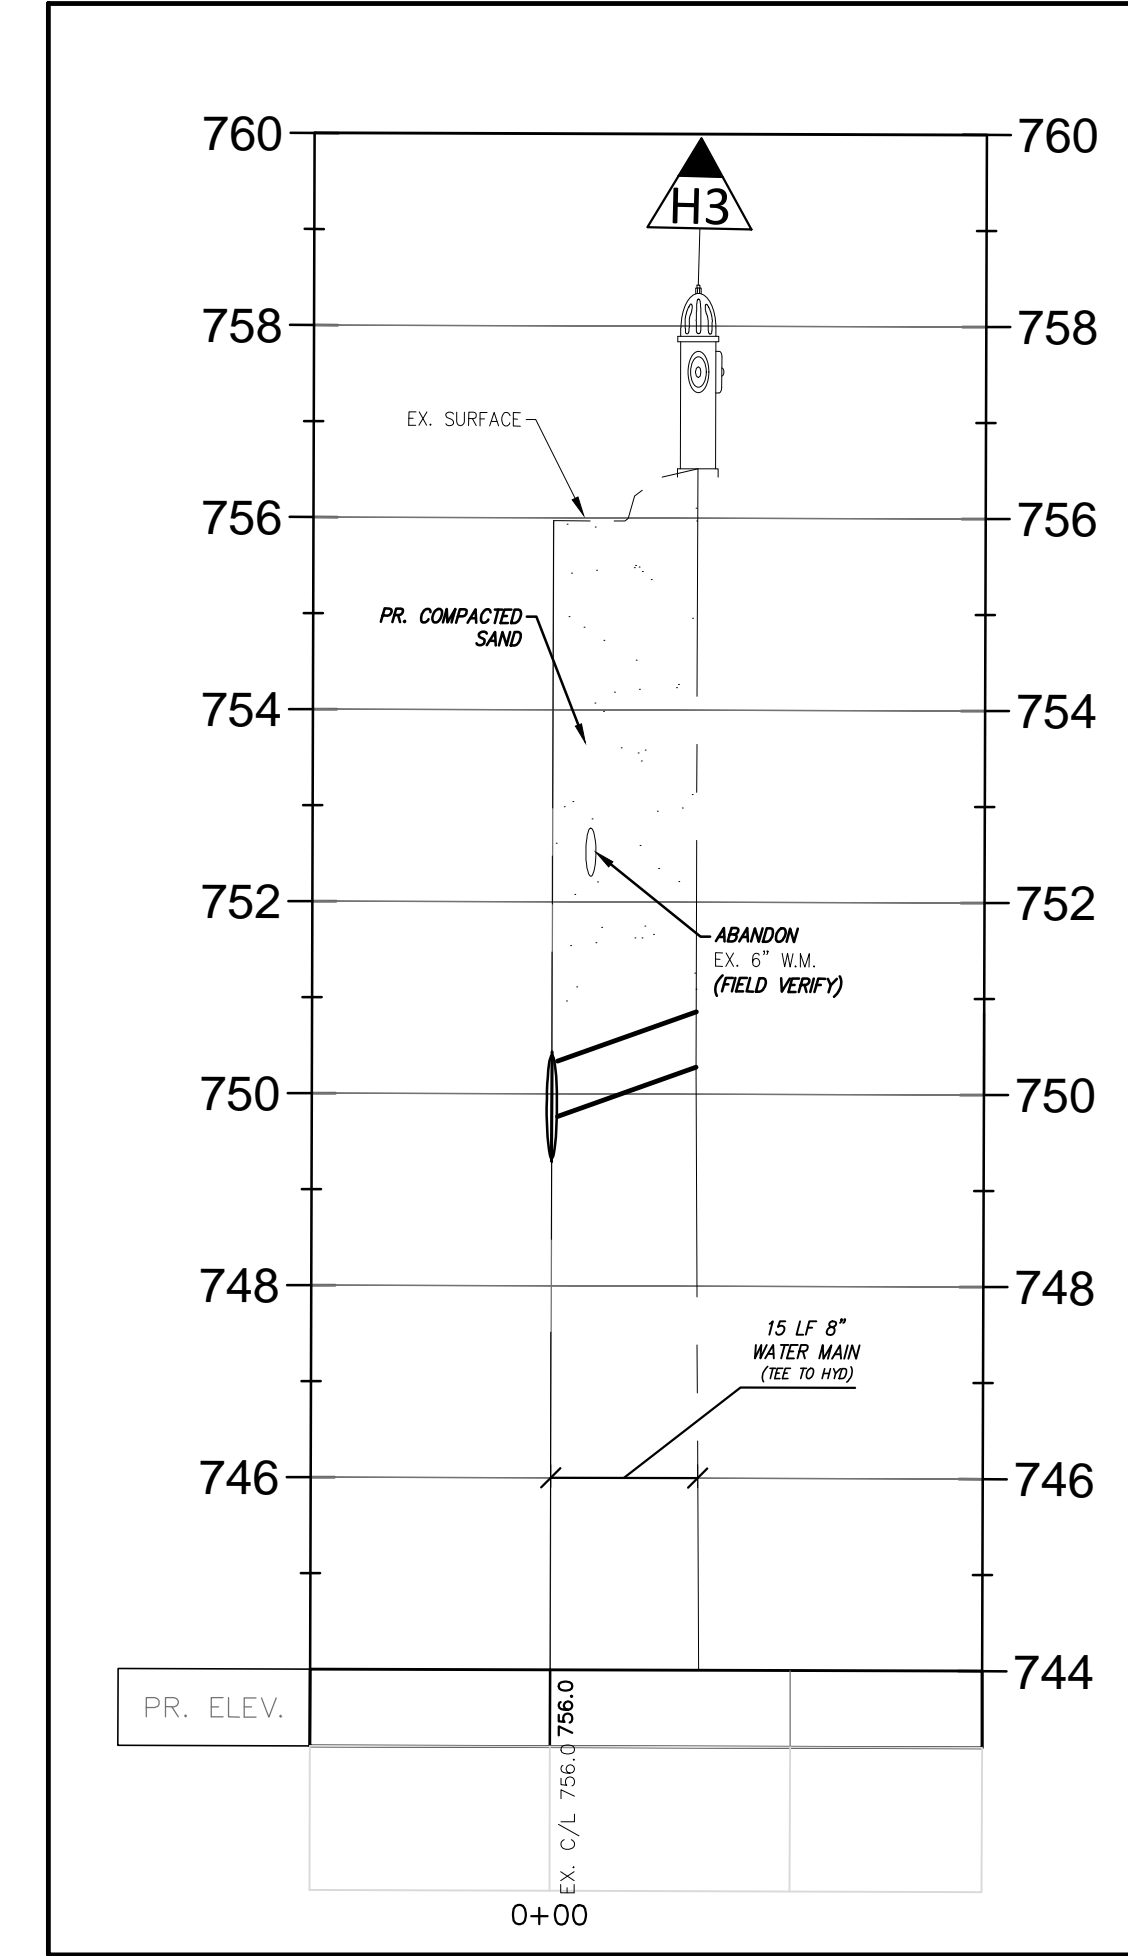 760
760
H3
758
758
EX. SURFACE
756
756
PR. COMPACTED
SAND
754
754
752
752
ABANDON
EX. 6" W.M.
(FIELD VERIFY)
750
750
748
748
15 LF 8"
WATER MAIN
(TEE TO HYD)
746
746
744
PR. ELEV.
756.0
EX. C/L 756.0
0+00